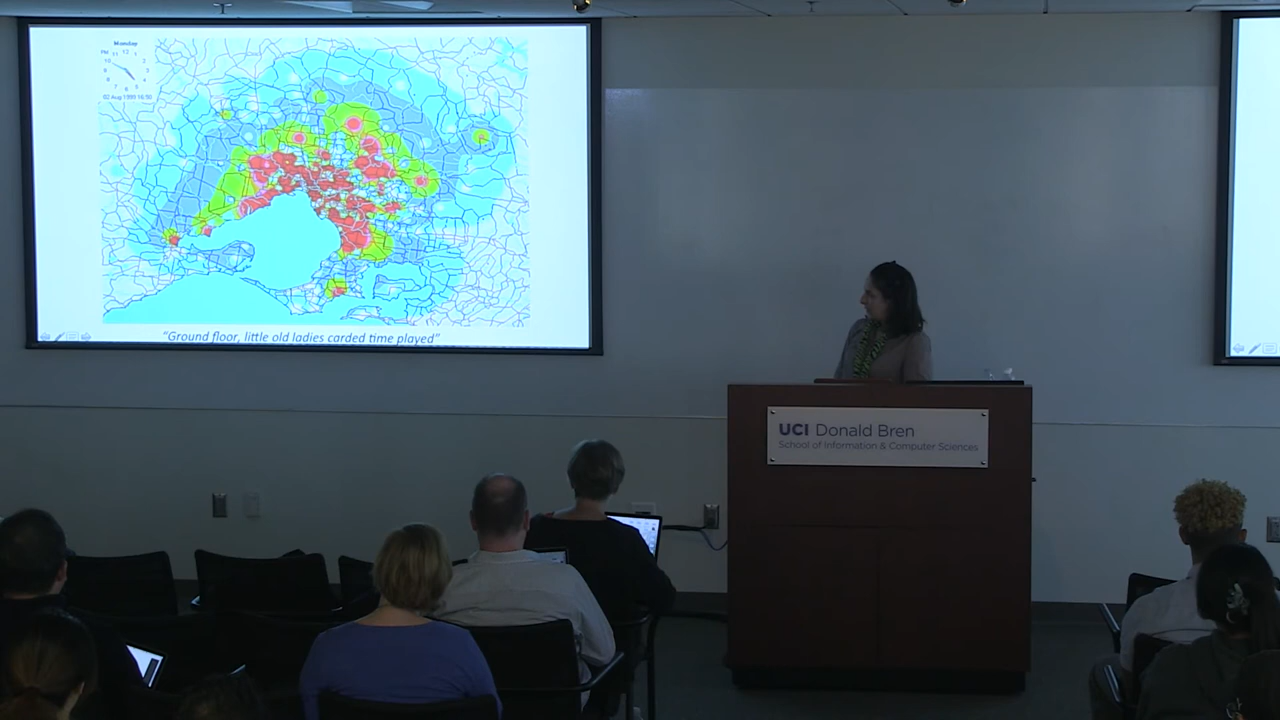 Monday
PM
02 Aug 1999 16:50
"Ground floor, little old ladies carded time played"
UCI Donald Bren
School of Information & Computer Sciences